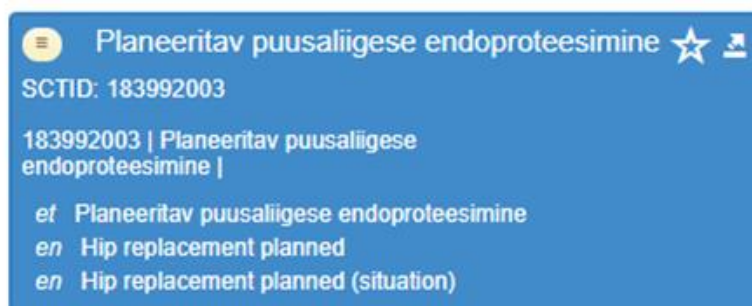 Planeeritav puusaliigese endoproteesimine
SCTID: 183992003
183992003 | Planeeritav puusaliigese
endoproteesimine |
et Planeeritav puusaliigese endoproteesimine
en Hip replacement planned
en Hip replacement planned (situation)